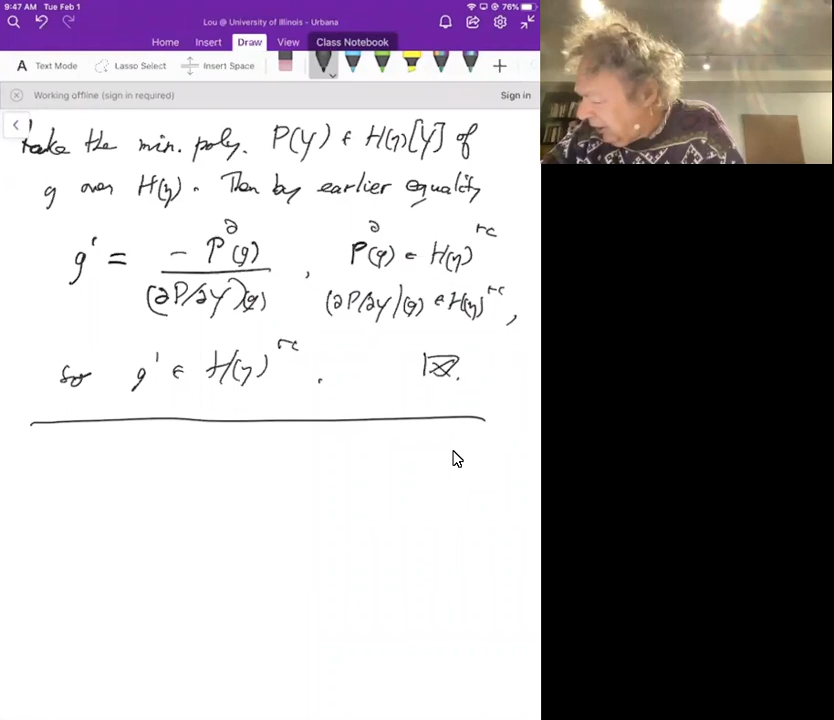 9:47 AM Tue Feb 1
76%
Lou @ University of Illinois - Urbana
Home Insert Draw View Class Notebook
A Text Mode Lasso Select Insert Space
Working offline (sign in required) Sign in
Take the min. poly. P(Y) ∈ H(y)[Y] of
g over H(y). Then by earlier equality
g' = - P^∂(g) / (∂P/∂Y)(g) , P^∂(g) ∈ H(y)^rc
(∂P/∂Y)(g) ∈ H(y)^rc,
So g' ∈ H(y)^rc. ☒.